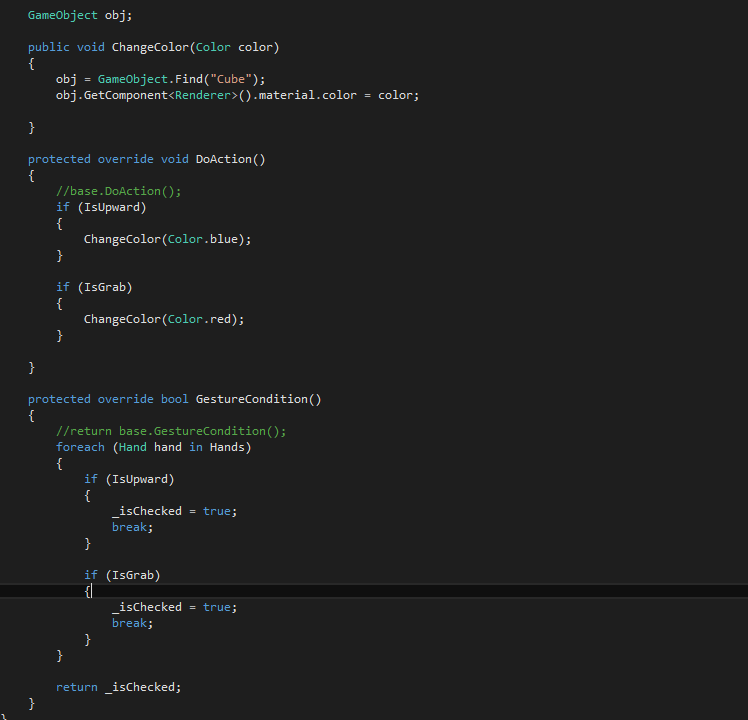 GameObject obj;
public void ChangeColor(Color color)
{
obj = GameObject.Find("Cube");
obj.GetComponent<Renderer>().material.color = color;
}
protected override void DoAction()
{
//base.DoAction();
if (IsUpward)
{
ChangeColor(Color.blue);
}
if (IsGrab)
{
ChangeColor(Color.red);
}
}
protected override bool GestureCondition()
{
//return base.GestureCondition();
foreach (Hand hand in Hands)
{
if (IsUpward)
{
_isChecked = true;
break;
}
if (IsGrab)
{
_isChecked = true;
break;
}
}
return _isChecked;
}
}